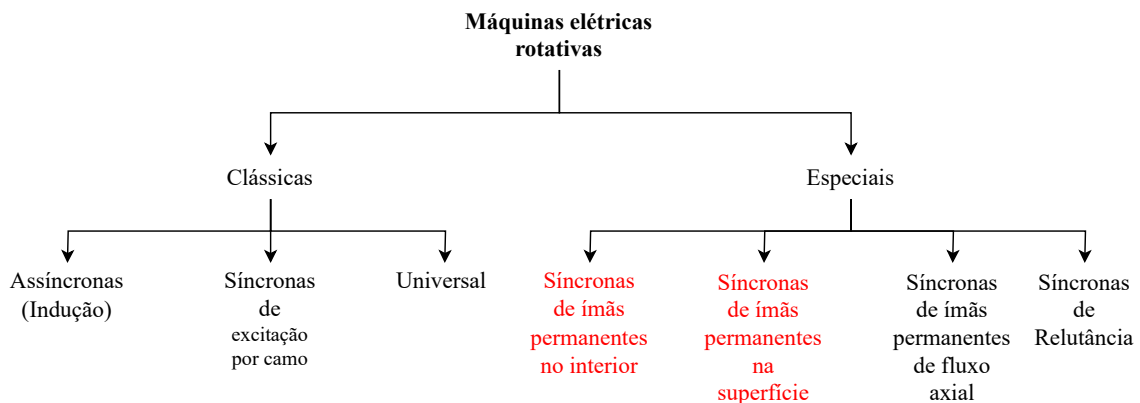 Máquinas elétricas
rotativas
Clássicas
Especiais
Assíncronas
(Indução)
Síncronas
de
excitação
por camo
Universal
Síncronas
de ímãs
permanentes
no interior
Síncronas
de ímãs
permanentes
na
superfície
Síncronas
de ímãs
permanentes
de fluxo
axial
Síncronas
de
Relutância